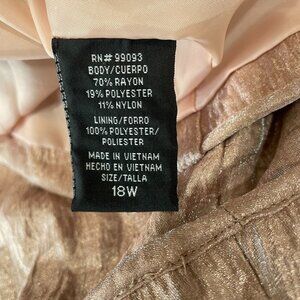 RN# 99093
BODY/CUERPO
70% RAYON
19% POLYESTER
11% NYLON
LINING/FORRO
100% POLYESTER/
POLIESTER
MADE IN VIETNAM
HECHO EN VIETNAM
SIZE/TALLA
18W